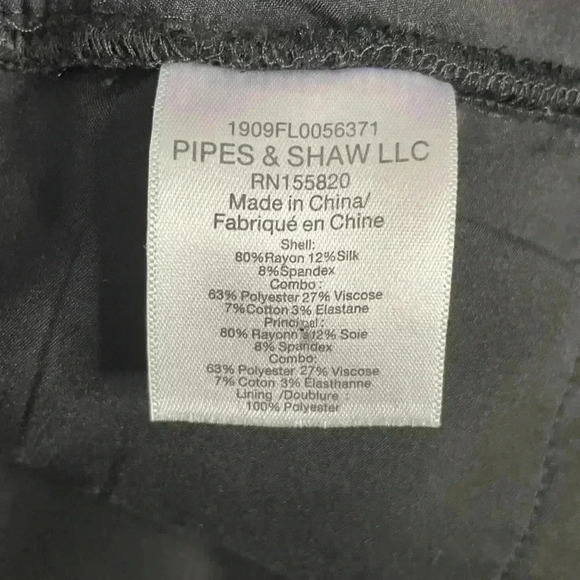 1909FL0056371
PIPES & SHAW LLC
RN155820
Made in China/
Fabriqué en Chine
Shell:
80%Rayon 12%Silk
8%Spandex
Combo:
63% Polyester 27% Viscose
7%Cotton 3% Elastane
Principal:
80% Rayonn 12% Soie
8% Spandex
Combo:
63% Polyester 27% Viscose
7% Coton 3% Elasthanne
Lining /Doublure :
100% Polyester